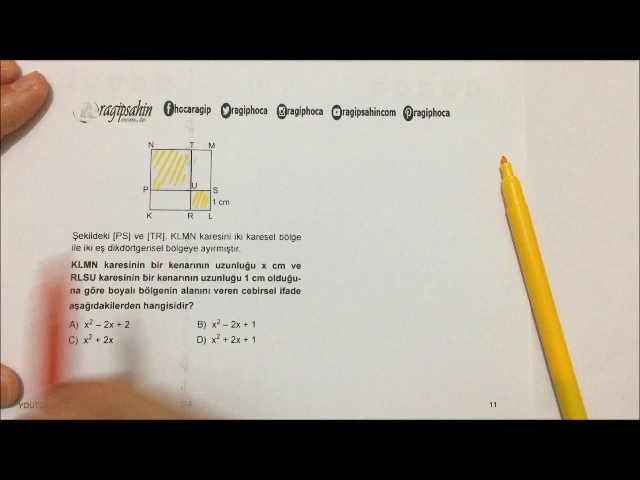 ragipsahin
hocaragip
ragiphoca
ragiphoca
ragipsahincom
ragiphoca
N T M
P U S
1 cm
K R L
Şekildeki [PS] ve [TR], KLMN karesini iki karesel bölge
ile iki eş dikdörtgensel bölgeye ayırmıştır.
KLMN karesinin bir kenarının uzunluğu x cm ve
RLSU karesinin bir kenarının uzunluğu 1 cm olduğu-
na göre boyalı bölgenin alanını veren cebirsel ifade
aşağıdakilerden hangisidir?
A) x² – 2x + 2 B) x² – 2x + 1
C) x² + 2x D) x² + 2x + 1
11